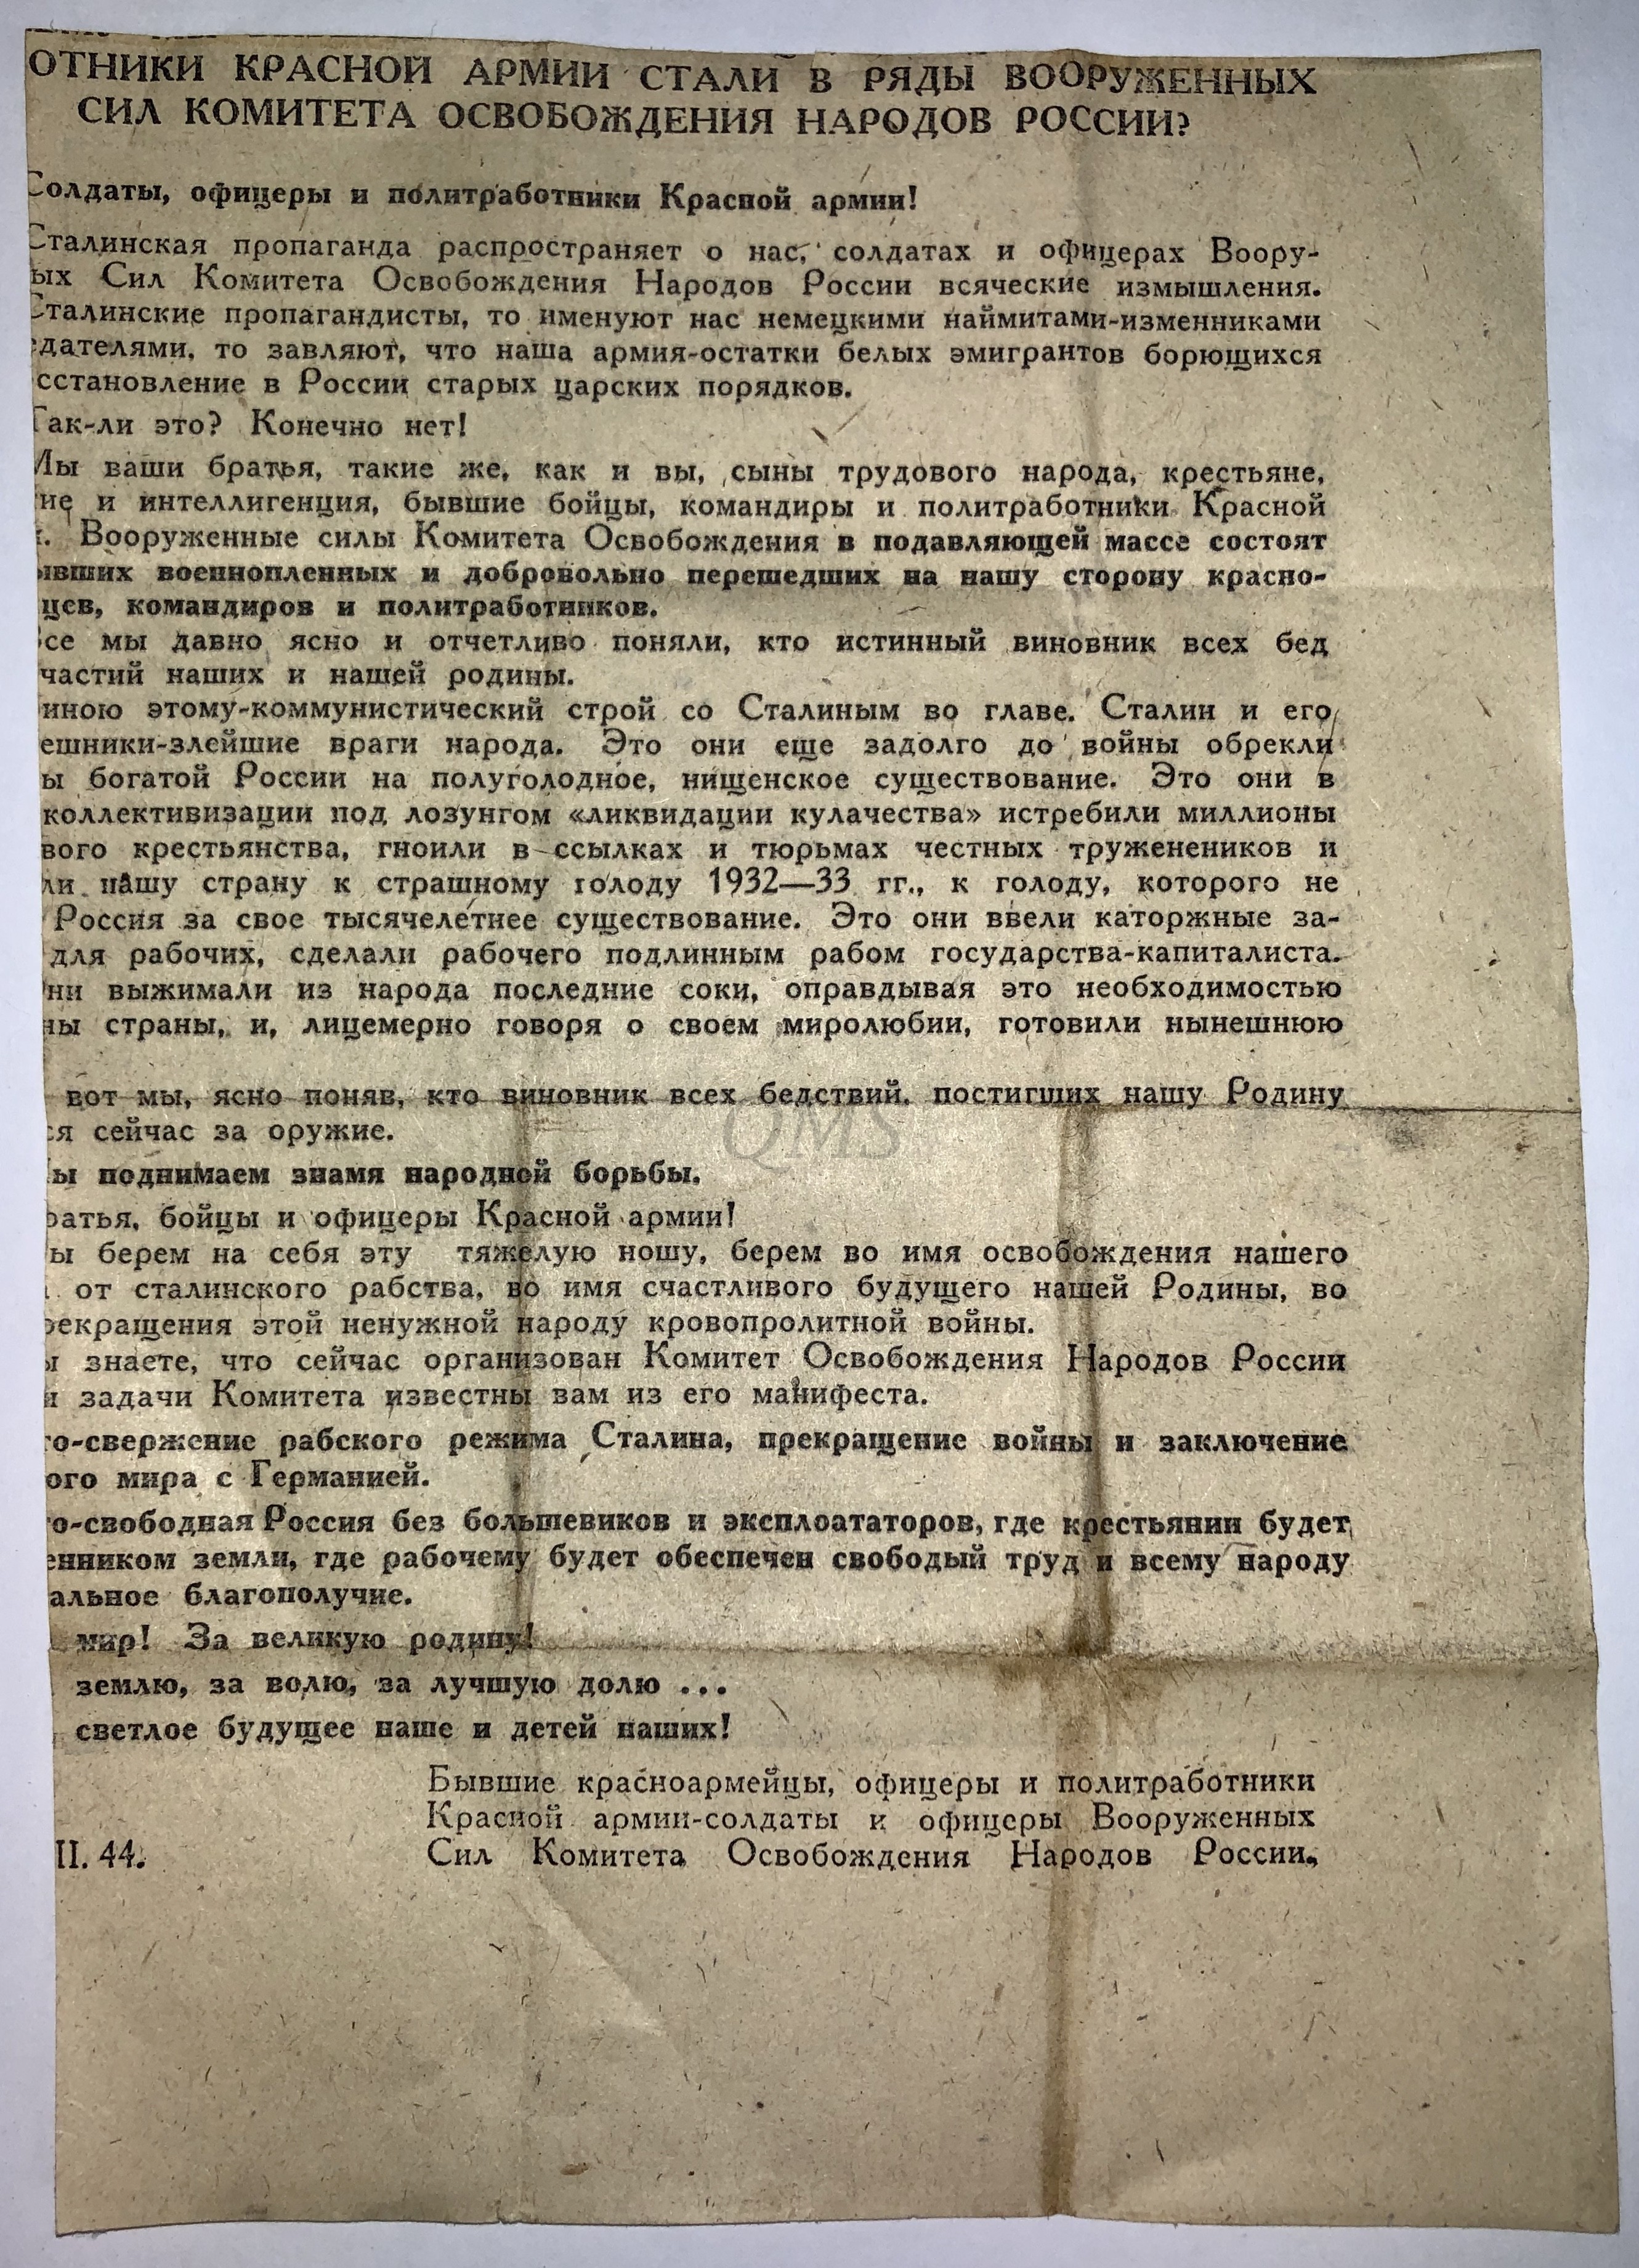 ОТНИКИ КРАСНОЙ АРМИИ СТАЛИ В РЯДЫ ВООРУЖЕННЫХ
СИЛ КОМИТЕТА ОСВОБОЖДЕНИЯ НАРОДОВ РОССИИ?
Солдаты, офицеры и политработники Красной армии!
Сталинская пропаганда распространяет о нас, солдатах и офицерах Воору-
ых Сил Комитета Освобождения Народов России всяческие измышления.
Сталинские пропагандисты, то именуют нас немецкими наймитами-изменниками
дателями, то завляют, что наша армия-остатки белых эмигрантов борющихся
сстановление в России старых царских порядков.
Так-ли это? Конечно нет!
Мы ваши братья, такие же, как и вы, сыны трудового народа, крестьяне,
ие и интеллигенция, бывшие бойцы, командиры и политработники Красной
. Вооруженные силы Комитета Освобождения в подавляющей массе состоят
ывших военнопленных и добровольно перешедших на нашу сторону красно-
цев, командиров и политработников.
Все мы давно ясно и отчетливо поняли, кто истинный виновник всех бед
частий наших и нашей родины.
иною этому-коммунистический строй со Сталиным во главе. Сталин и его
ешники-злейшие враги народа. Это они еще задолго до войны обрекли
ы богатой России на полуголодное, нищенское существование. Это они в
коллективизации под лозунгом «ликвидации кулачества» истребили миллионы
вого крестьянства, гноили в ссылках и тюрьмах честных труженеников и
ли нашу страну к страшному голоду 1932—33 гг., к голоду, которого не
Россия за свое тысячелетнее существование. Это они ввели каторжные за-
для рабочих, сделали рабочего подлинным рабом государства-капиталиста.
ни выжимали из народа последние соки, оправдывая это необходимостью
ны страны, и, лицемерно говоря о своем миролюбии, готовили нынешнюю
вот мы, ясно поняв, кто виновник всех бедствий, постигших нашу Родину
ся сейчас за оружие.
ы поднимаем знамя народной борьбы.
ратья, бойцы и офицеры Красной армии!
ы берем на себя эту тяжелую ношу, берем во имя освобождения нашего
от сталинского рабства, во имя счастливого будущего нашей Родины, во
рекращения этой ненужной народу кровопролитной войны.
ы знаете, что сейчас организован Комитет Освобождения Народов России
и задачи Комитета известны вам из его манифеста.
то-свержение рабского режима Сталина, прекращение войны и заключение
ого мира с Германией.
то-свободная Россия без большевиков и эксплоататоров, где крестьянин будет
енником земли, где рабочему будет обеспечен свободый труд и всему народу
альное благополучие.
мир! За великую родину!
землю, за волю, за лучшую долю ...
светлое будущее наше и детей наших!
Бывшие красноармейцы, офицеры и политработники
Красной армии-солдаты и офицеры Вооруженных
Сил Комитета Освобождения Народов России.
II. 44.
QMS